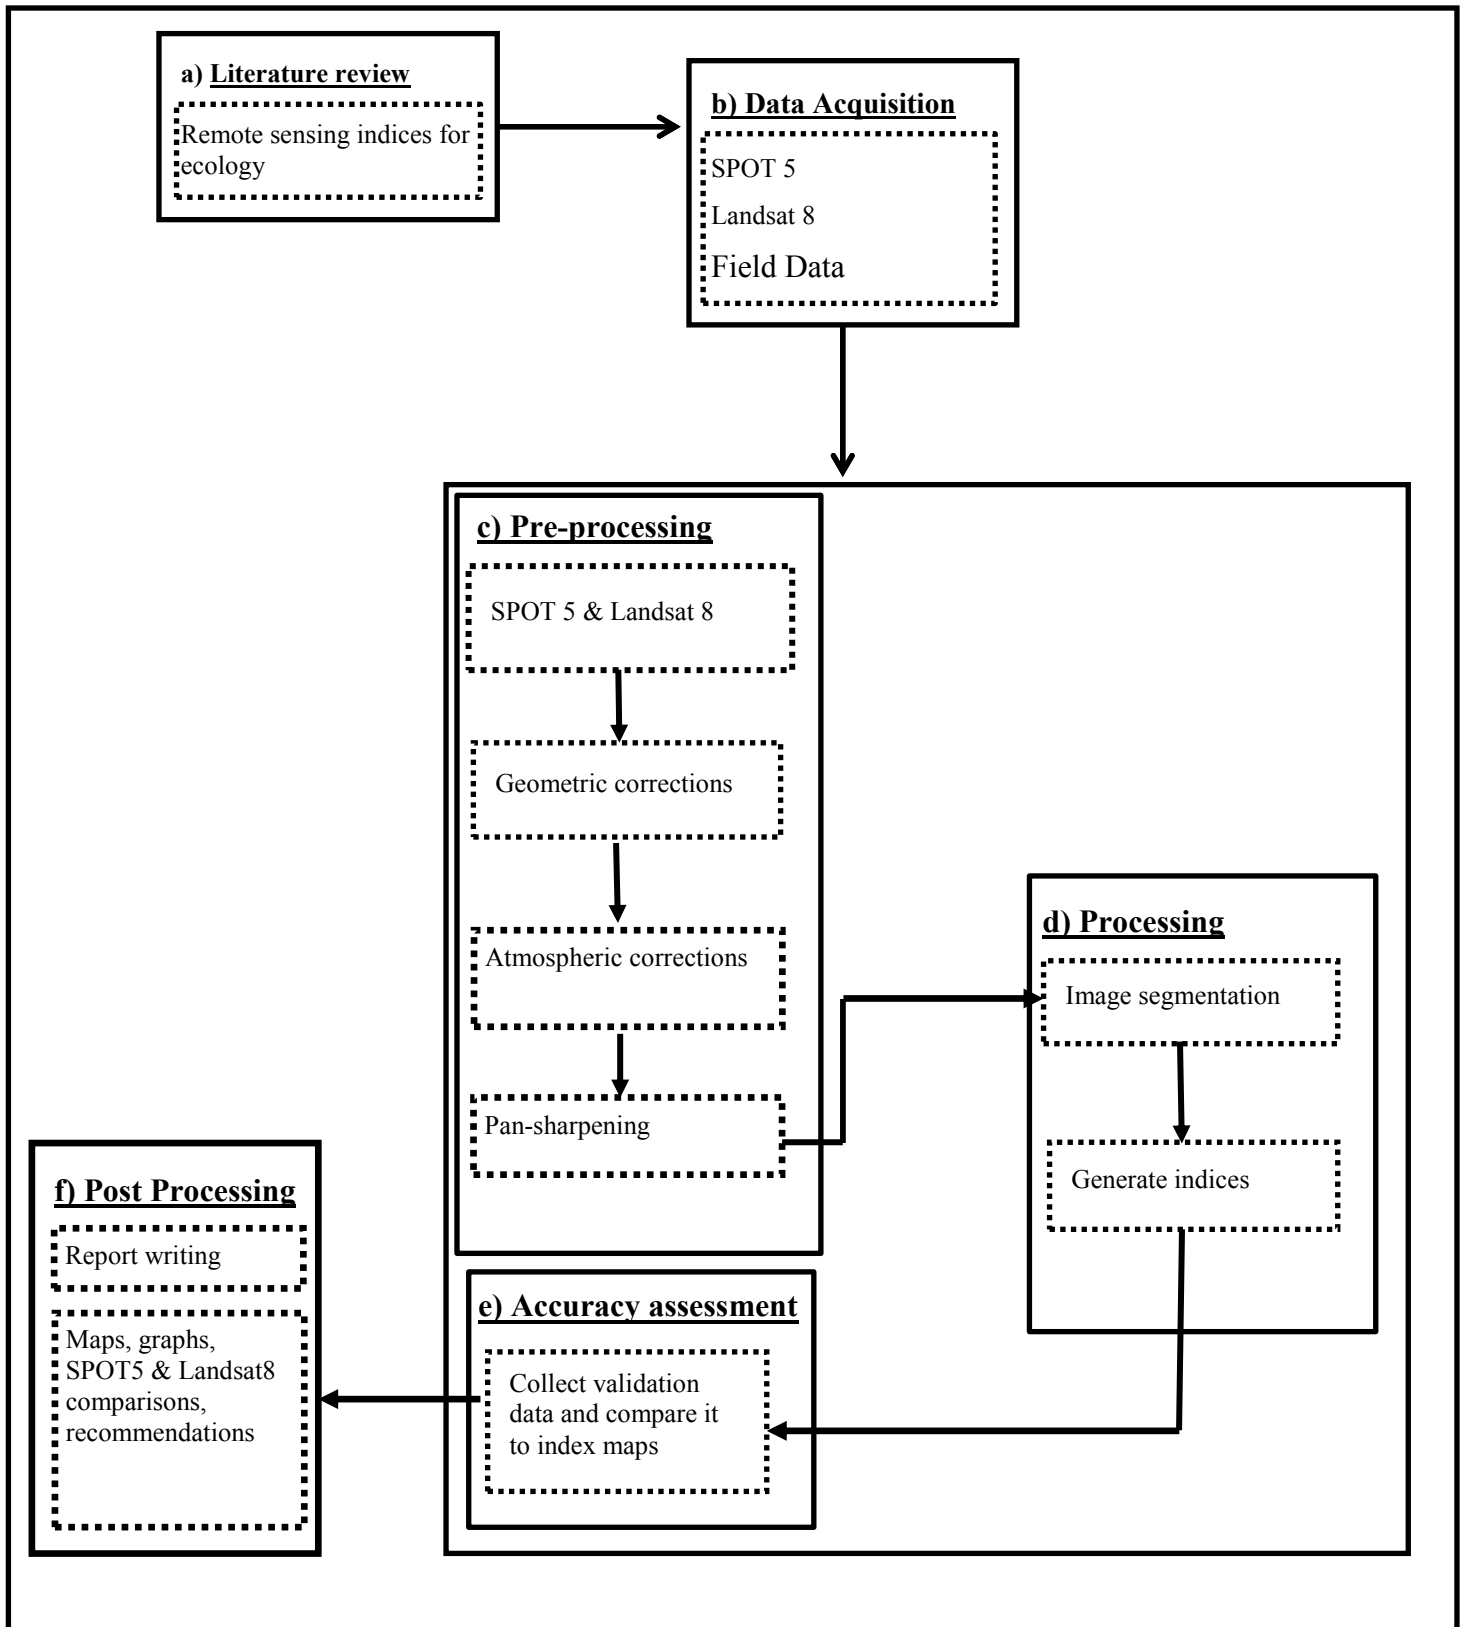 a) Literature review
Remote sensing indices for
ecology
b) Data Acquisition
SPOT 5
Landsat 8
Field Data
c) Pre-processing
SPOT 5 & Landsat 8
Geometric corrections
Atmospheric corrections
Pan-sharpening
d) Processing
Image segmentation
Generate indices
e) Accuracy assessment
Collect validation
data and compare it
to index maps
f) Post Processing
Report writing
Maps, graphs,
SPOT5 & Landsat8
comparisons,
recommendations